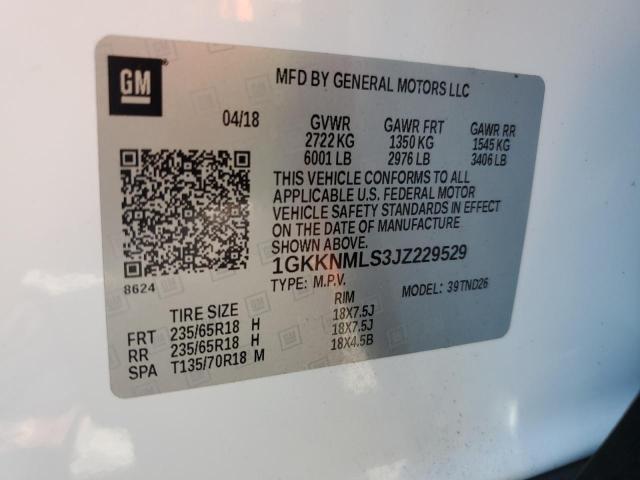 GM
MFD BY GENERAL MOTORS LLC
04/18 GVWR GAWR FRT GAWR RR
2722 KG 1350 KG 1545 KG
6001 LB 2976 LB 3406 LB
THIS VEHICLE CONFORMS TO ALL
APPLICABLE U.S. FEDERAL MOTOR
VEHICLE SAFETY STANDARDS IN EFFECT
ON THE DATE OF MANUFACTURE
SHOWN ABOVE.
1GKKNMLS3JZ229529
8624 TYPE: M.P.V. MODEL: 39TND26
TIRE SIZE RIM
FRT 235/65R18 H 18X7.5J
RR 235/65R18 H 18X7.5J
SPA T135/70R18 M 18X4.5B